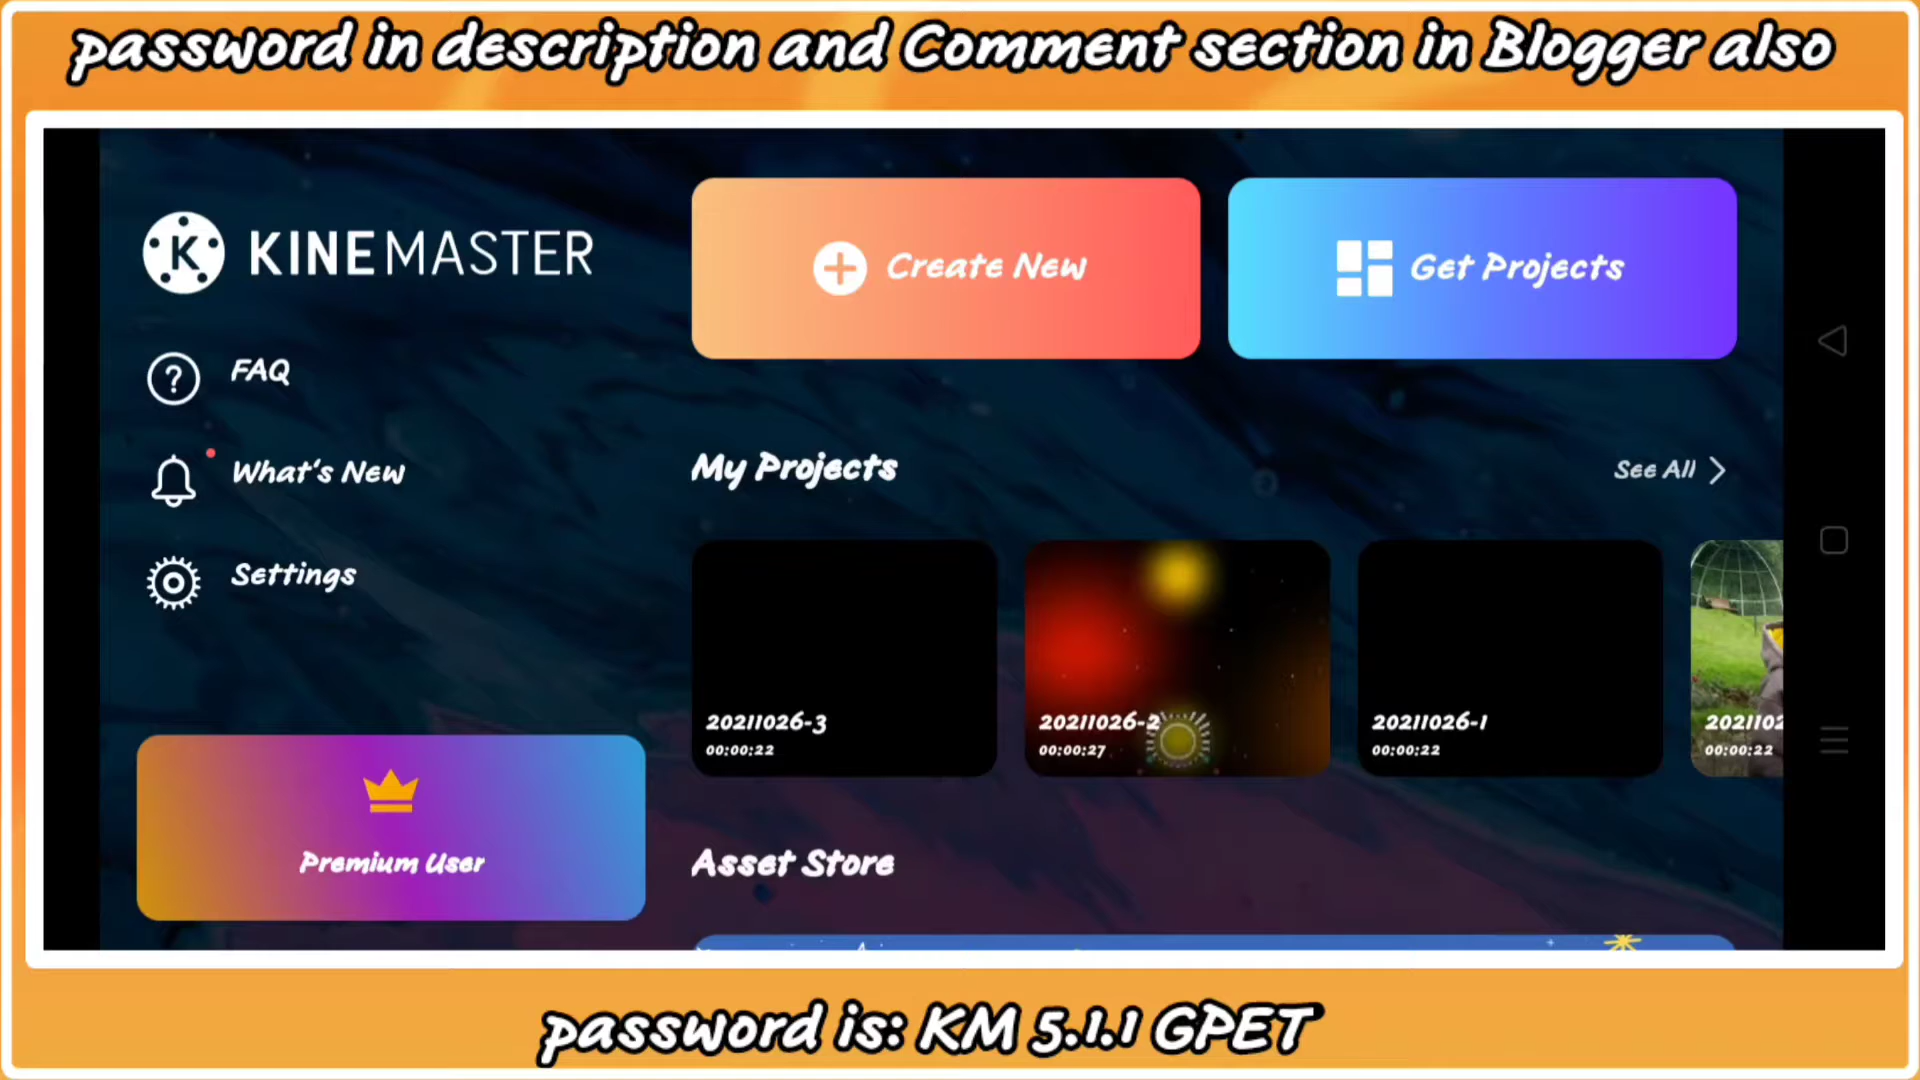 password in description and Comment section in Blogger also
K KINEMASTER
Create New
Get Projects
FAQ
What's New
Settings
My Projects
See All
20211026-3
00:00:22
20211026-2
00:00:27
20211026-1
00:00:22
2021102
00:00:22
Premium User
Asset Store
password is: KM 5.1.1 GPET